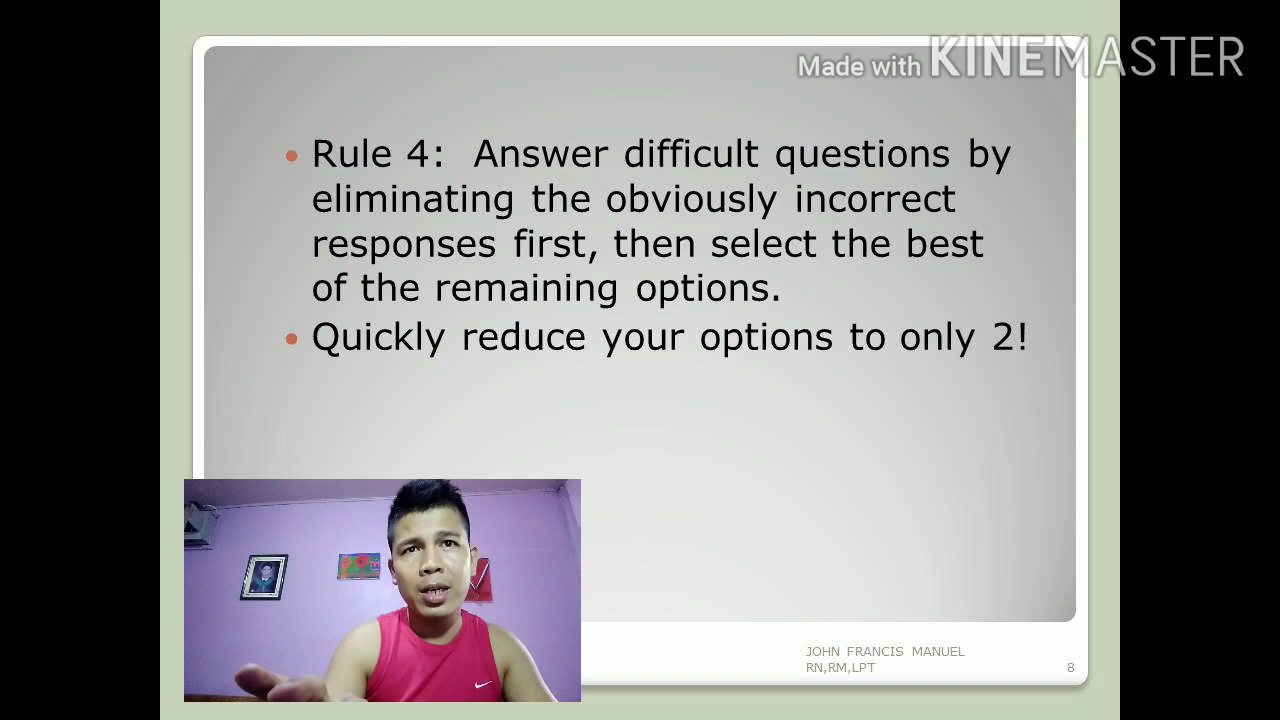 Made with KINEMASTER
Rule 4: Answer difficult questions by
eliminating the obviously incorrect
responses first, then select the best
of the remaining options.
Quickly reduce your options to only 2!
JOHN FRANCIS MANUEL
RN,RM,LPT
8